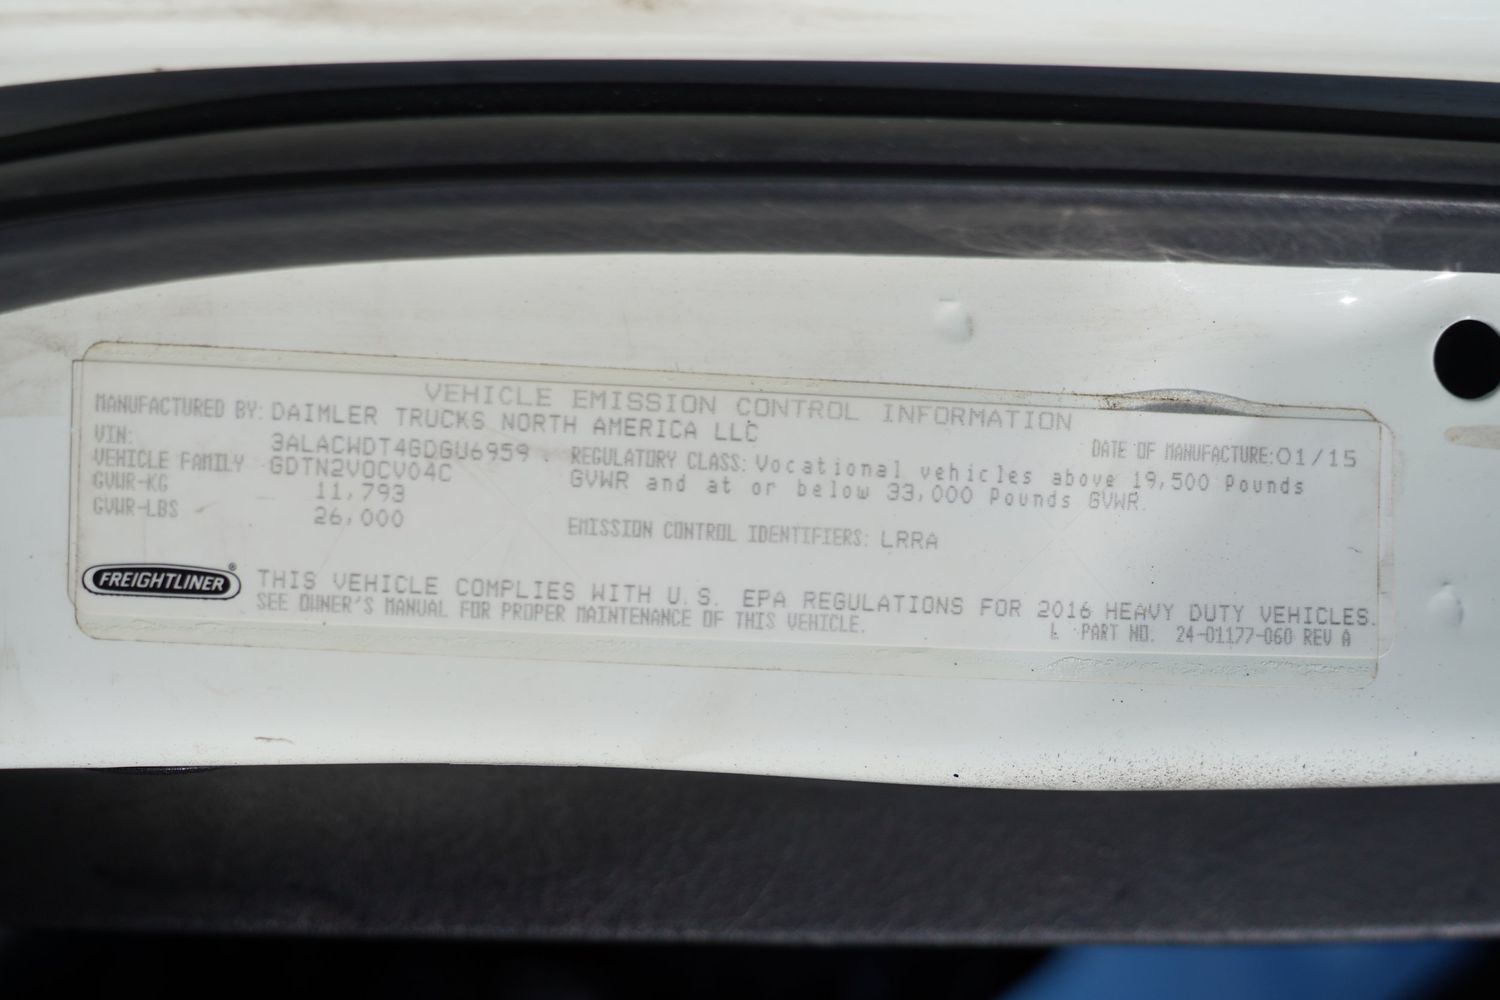 VEHICLE EMISSION CONTROL INFORMATION
MANUFACTURED BY: DAIMLER TRUCKS NORTH AMERICA LLC
DATE OF MANUFACTURE: 01/15
VIN: 3ALACWDT4GDGU6959
REGULATORY CLASS: Vocational vehicles above 19,500 Pounds
VEHICLE FAMILY GDTN2VOCV04C
GVWR and at or below 33,000 Pounds GVWR.
GVWR-KG 11,793
GVWR-LBS 26,000
EMISSION CONTROL IDENTIFIERS: LRRA
FREIGHTLINER®
THIS VEHICLE COMPLIES WITH U.S. EPA REGULATIONS FOR 2016 HEAVY DUTY VEHICLES.
SEE OWNER'S MANUAL FOR PROPER MAINTENANCE OF THIS VEHICLE.
L PART NO. 24-01177-060 REV A